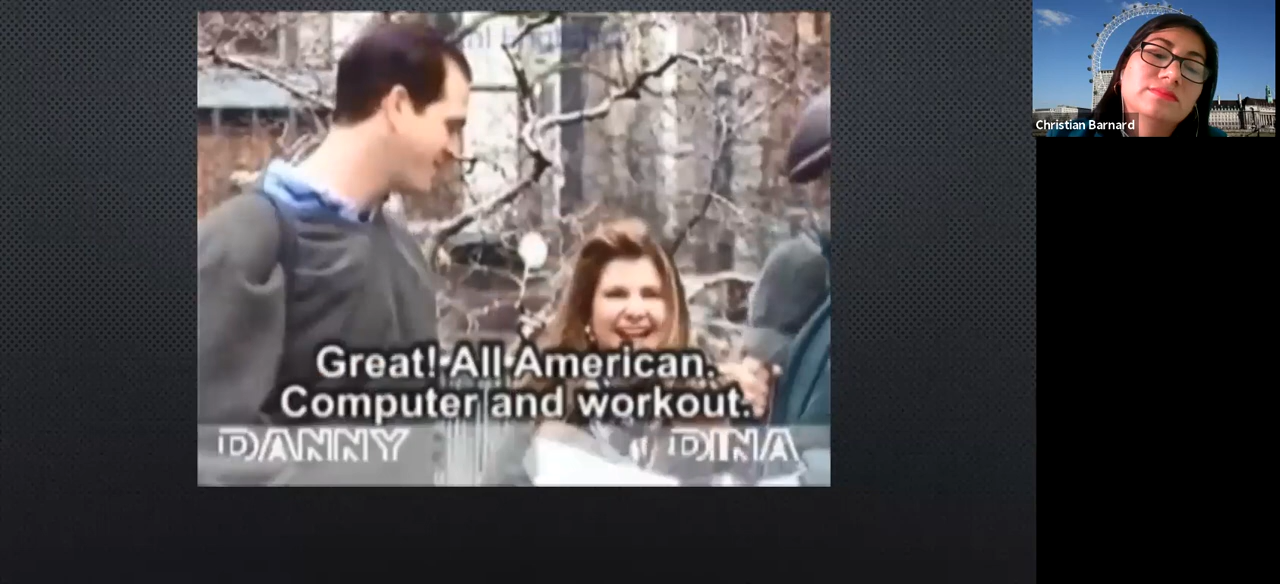 Great! All American.
Computer and workout.
DANNY
DINA
Christian Barnard